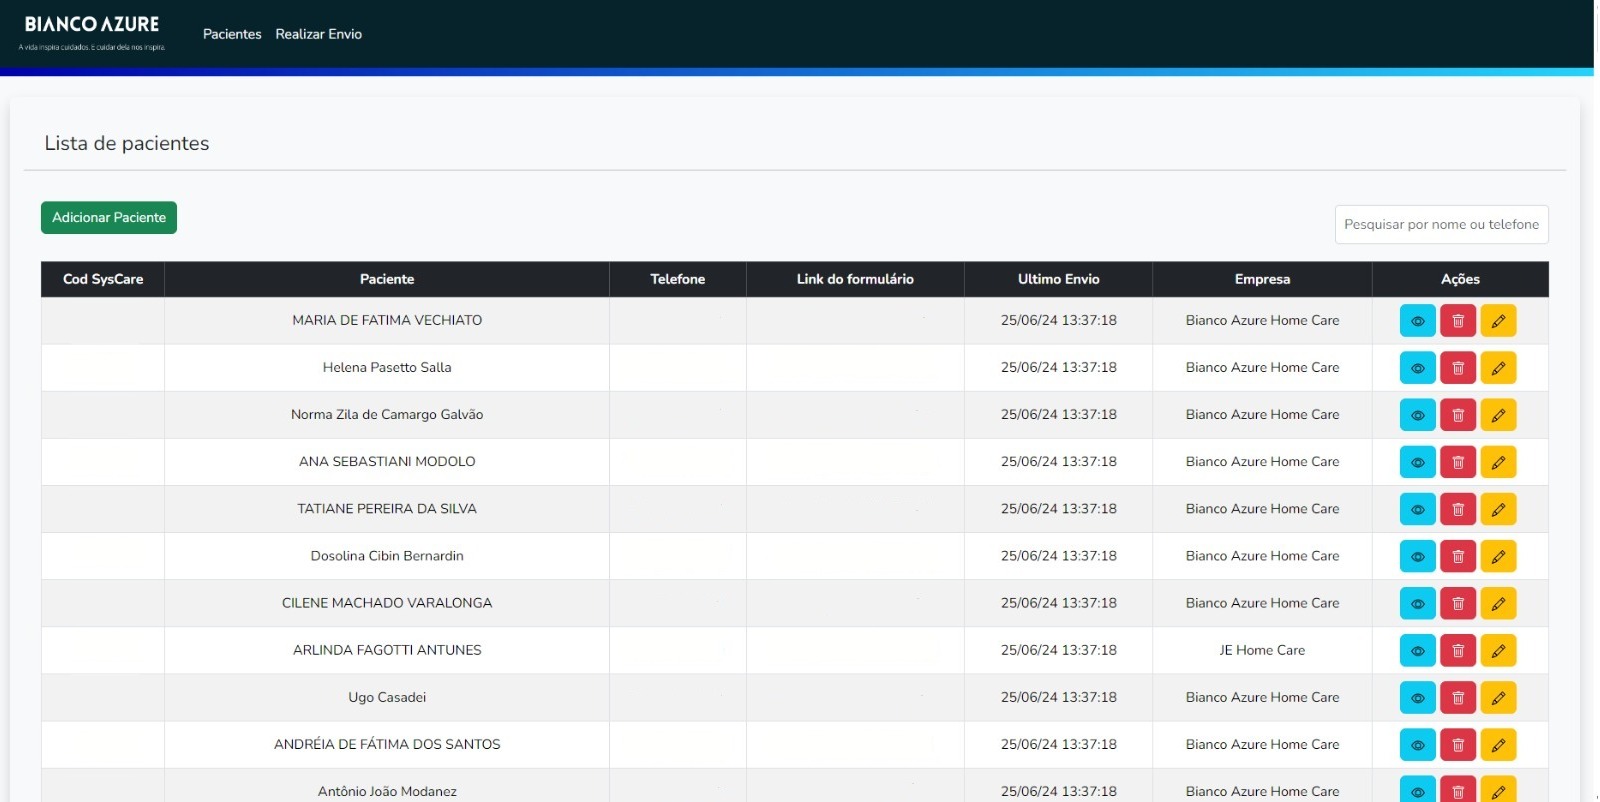 BIANCO AZURE
A vida inspira cuidados. E cuidar dela nos inspira.
Pacientes Realizar Envio
Lista de pacientes
Adicionar Paciente
Pesquisar por nome ou telefone
Cod SysCare Paciente Telefone Link do formulário Ultimo Envio Empresa Ações
MARIA DE FATIMA VECHIATO 25/06/24 13:37:18 Bianco Azure Home Care
Helena Pasetto Salla 25/06/24 13:37:18 Bianco Azure Home Care
Norma Zila de Camargo Galvão 25/06/24 13:37:18 Bianco Azure Home Care
ANA SEBASTIANI MODOLO 25/06/24 13:37:18 Bianco Azure Home Care
TATIANE PEREIRA DA SILVA 25/06/24 13:37:18 Bianco Azure Home Care
Dosolina Cibin Bernardin 25/06/24 13:37:18 Bianco Azure Home Care
CILENE MACHADO VARALONGA 25/06/24 13:37:18 Bianco Azure Home Care
ARLINDA FAGOTTI ANTUNES 25/06/24 13:37:18 JE Home Care
Ugo Casadei 25/06/24 13:37:18 Bianco Azure Home Care
ANDRÉIA DE FÁTIMA DOS SANTOS 25/06/24 13:37:18 Bianco Azure Home Care
Antônio João Modanez 25/06/24 13:37:18 Bianco Azure Home Care